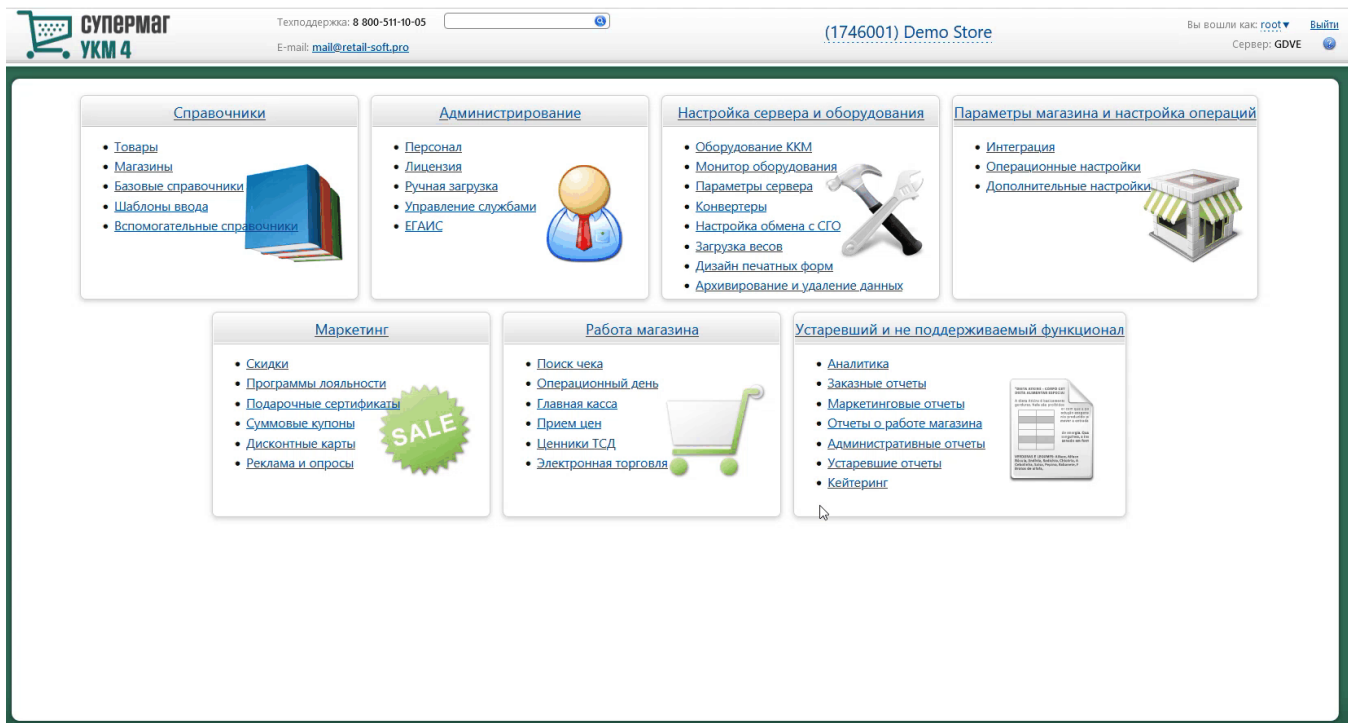 СУПЕРМАГ
УКМ 4
Техподдержка: 8 800-511-10-05
E-mail: mail@retail-soft.pro
(1746001) Demo Store
Вы вошли как: root▼ Выйти
Сервер: GDVE
Справочники
Товары
Магазины
Базовые справочники
Шаблоны ввода
Вспомогательные справочники
Администрирование
Персонал
Лицензия
Ручная загрузка
Управление службами
ЕГАИС
Настройка сервера и оборудования
Оборудование ККМ
Монитор оборудования
Параметры сервера
Конвертеры
Настройка обмена с СГО
Загрузка весов
Дизайн печатных форм
Архивирование и удаление данных
Параметры магазина и настройка операций
Интеграция
Операционные настройки
Дополнительные настройки
Маркетинг
Скидки
Программы лояльности
Подарочные сертификаты
Суммовые купоны
Дисконтные карты
Реклама и опросы
SALE
Работа магазина
Поиск чека
Операционный день
Главная касса
Прием цен
Ценники ТСД
Электронная торговля
Устаревший и не поддерживаемый функционал
Аналитика
Заказные отчеты
Маркетинговые отчеты
Отчеты о работе магазина
Административные отчеты
Устаревшие отчеты
Кейтеринг